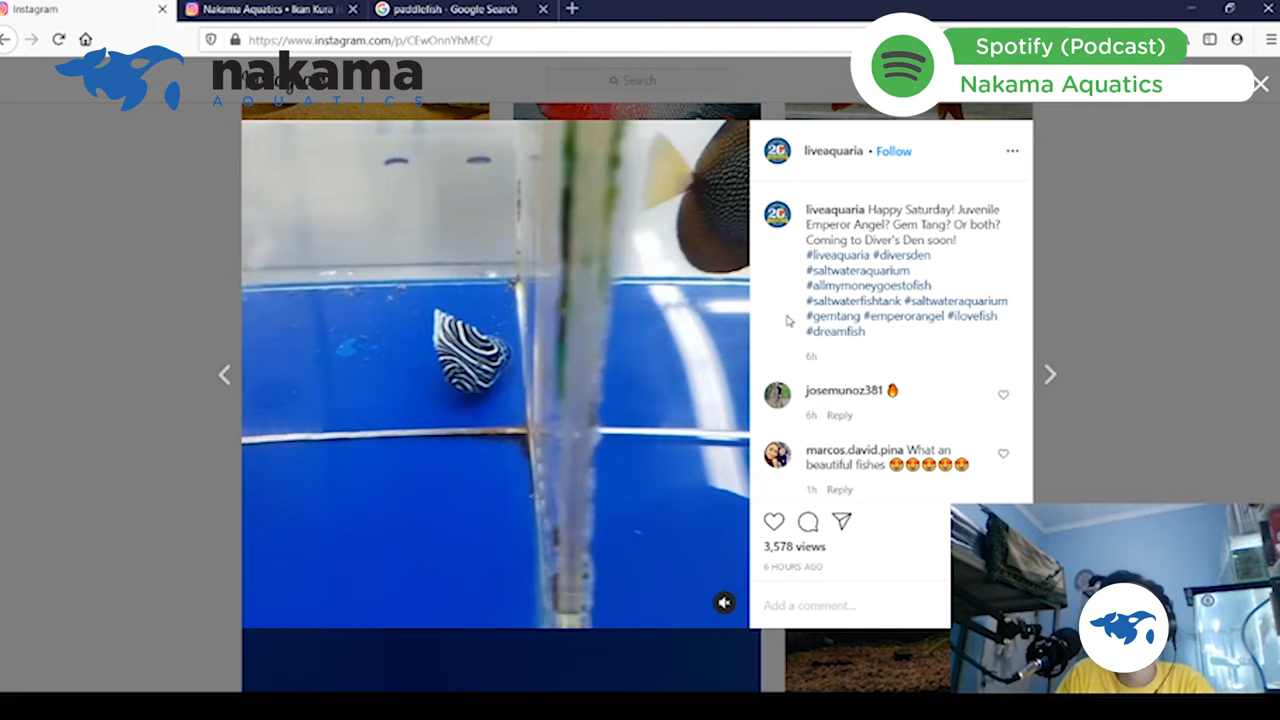 Instagram
Nakama Aquatics • Ikan Kura
paddlefish - Google Search
https://www.instagram.com/p/CEwOnnYhMEC/
nakama
AQUATICS
Search
Spotify (Podcast)
Nakama Aquatics
liveaquaria • Follow
liveaquaria Happy Saturday! Juvenile
Emperor Angel? Gem Tang? Or both?
Coming to Diver's Den soon!
#liveaquaria #diversden
#saltwateraquarium
#allmymoneygoestofish
#saltwaterfishtank #saltwateraquarium
#gemtang #emperorangel #ilovefish
#dreamfish
6h
josemunoz381
6h Reply
marcos.david.pina What an
beautiful fishes
1h Reply
3,578 views
6 HOURS AGO
Add a comment...